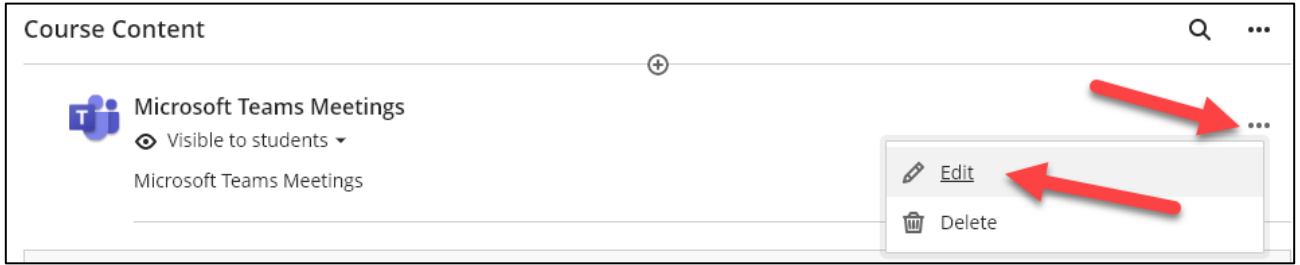 Course Content
T
Microsoft Teams Meetings
Visible to students
Microsoft Teams Meetings
Edit
Delete